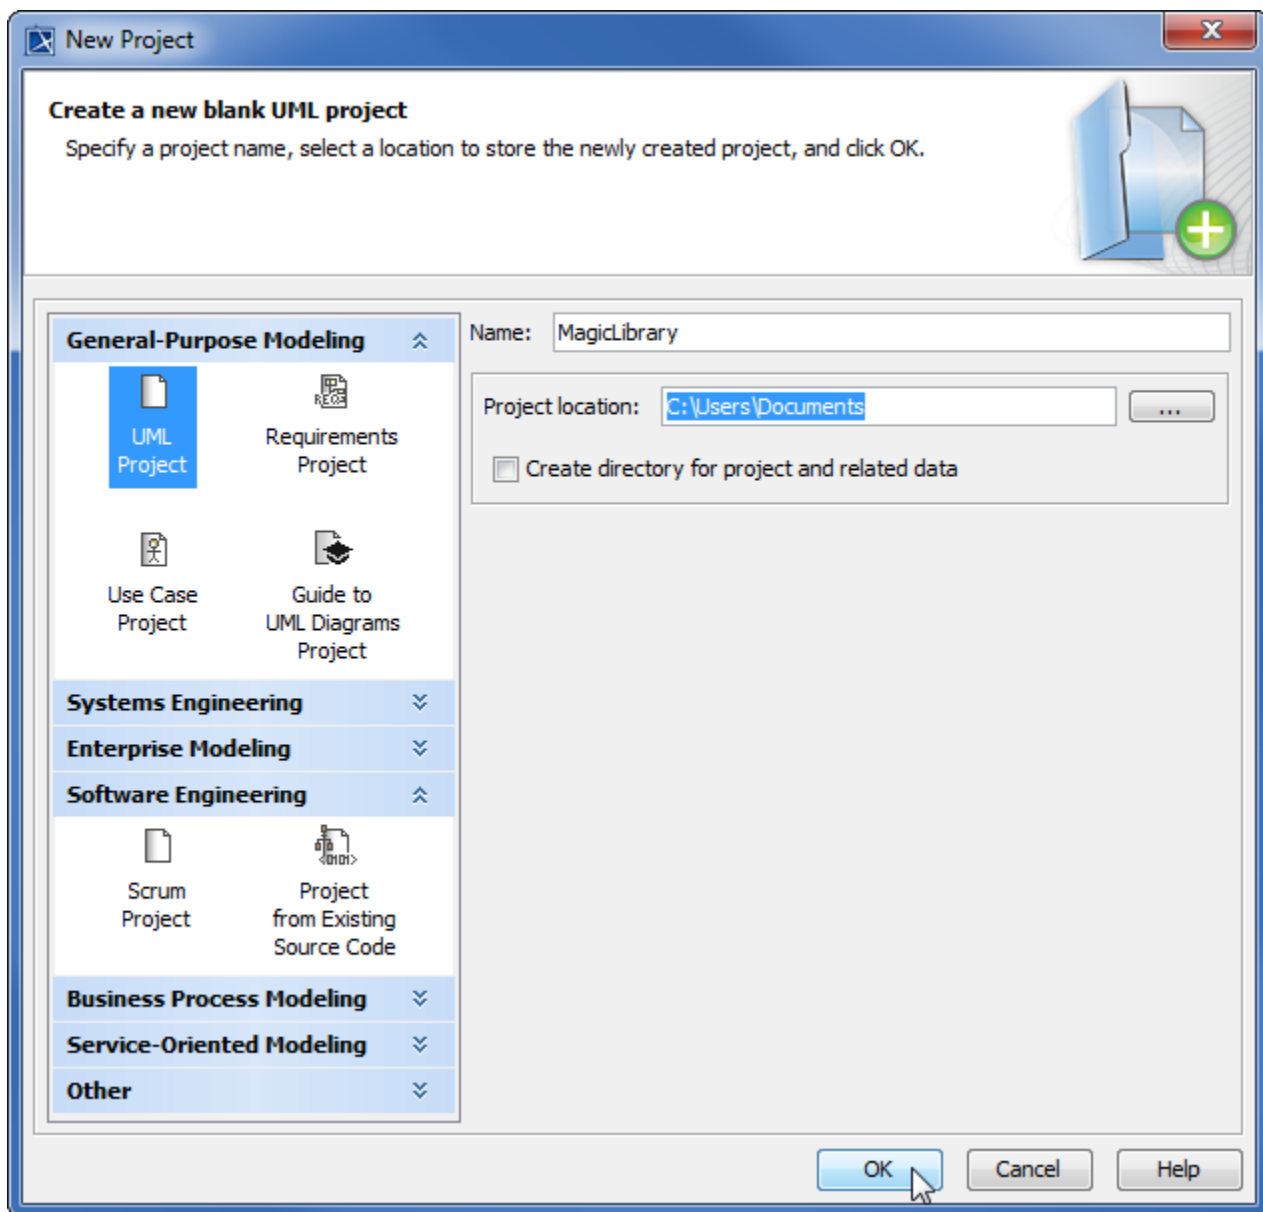 New Project
Create a new blank UML project
Specify a project name, select a location to store the newly created project, and click OK.
General-Purpose Modeling
UML
Project
Requirements
Project
Use Case
Project
Guide to
UML Diagrams
Project
Systems Engineering
Enterprise Modeling
Software Engineering
Scrum
Project
Project
from Existing
Source Code
Business Process Modeling
Service-Oriented Modeling
Other
Name: MagicLibrary
Project location: C:\Users\Documents ...
Create directory for project and related data
OK Cancel Help